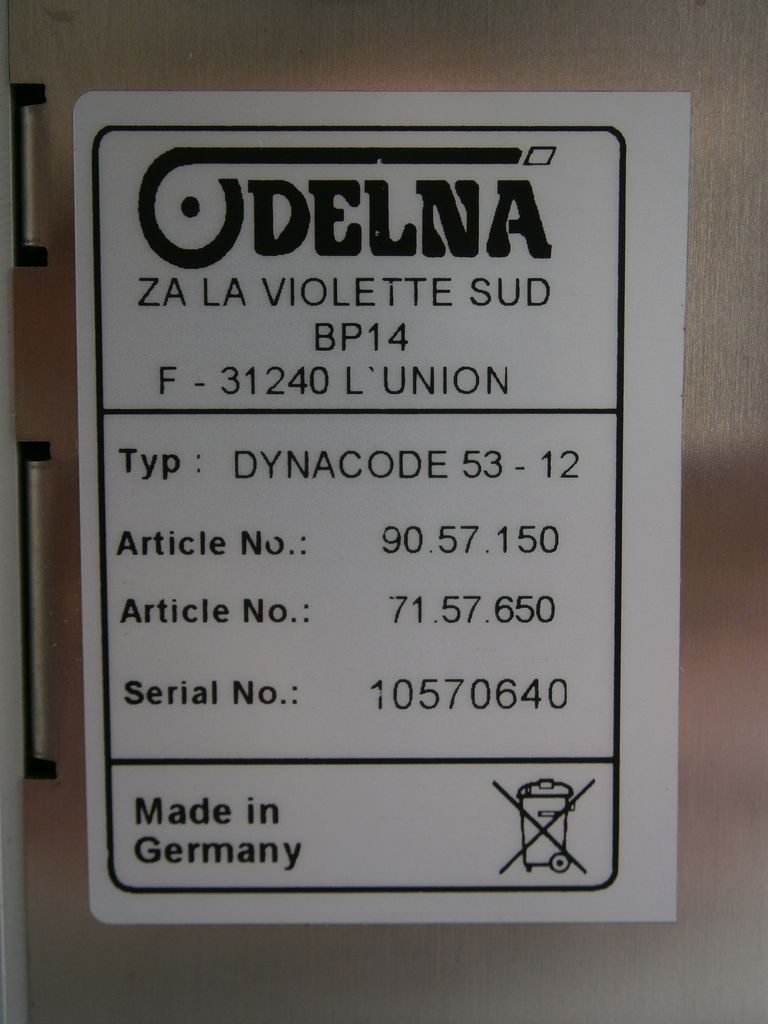 ODELNA
ZA LA VIOLETTE SUD
BP14
F - 31240 L`UNION
Typ : DYNACODE 53 - 12
Article No.: 90.57.150
Article No.: 71.57.650
Serial No.: 10570640
Made in
Germany